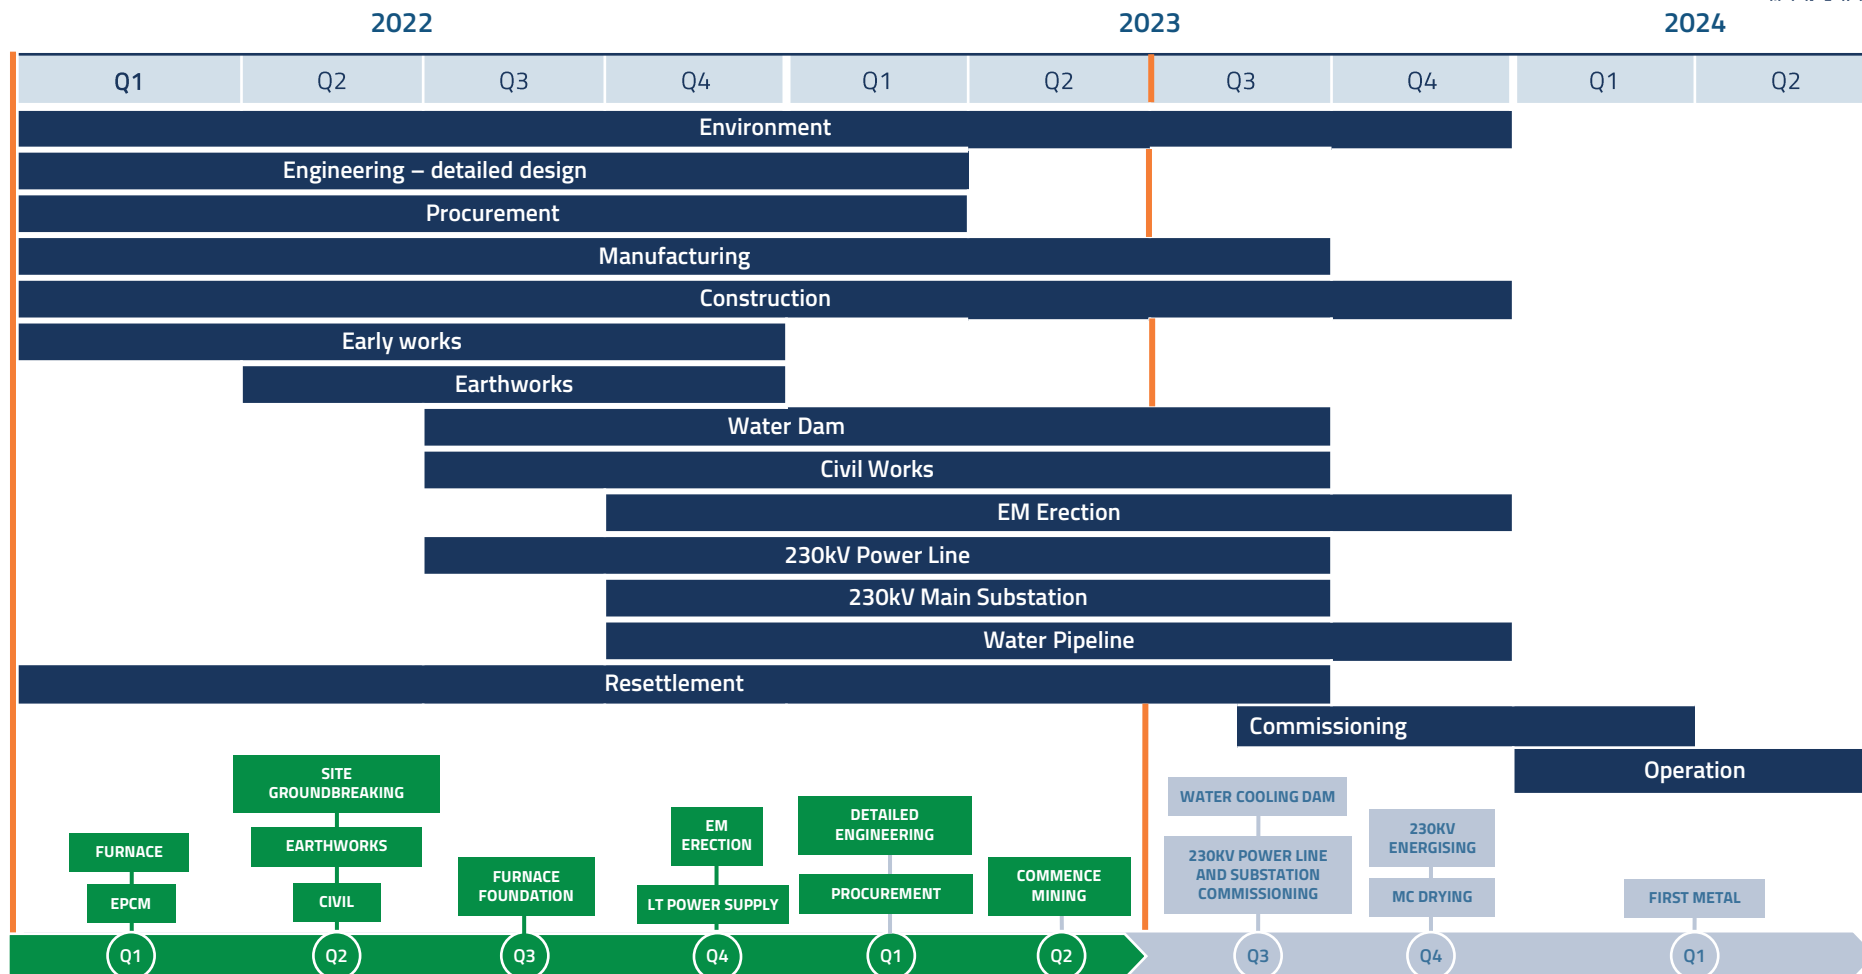 2022
2023
2024
Q1
Q2
Q3
Q4
Q1
Q2
Q3
Q4
Q1
Q2
Environment
Engineering – detailed design
Procurement
Manufacturing
Construction
Early works
Earthworks
Water Dam
Civil Works
EM Erection
230kV Power Line
230kV Main Substation
Water Pipeline
Resettlement
Commissioning
Operation
FURNACE
EPCM
SITE
GROUNDBREAKING
EARTHWORKS
CIVIL
FURNACE
FOUNDATION
EM
ERECTION
LT POWER SUPPLY
DETAILED
ENGINEERING
PROCUREMENT
COMMENCE
MINING
WATER COOLING DAM
230KV POWER LINE
AND SUBSTATION
COMMISSIONING
230KV
ENERGISING
MC DRYING
FIRST METAL
Q1
Q2
Q3
Q4
Q1
Q2
Q3
Q4
Q1